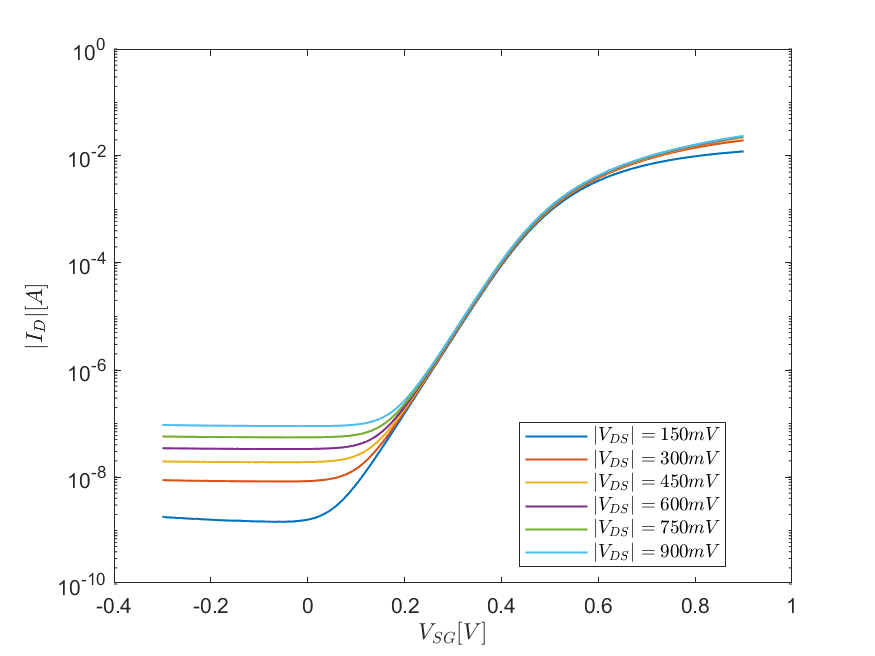 10^0
10^-2
10^-4
10^-6
10^-8
10^-10
|I_D|[A]
|V_DS| = 150mV
|V_DS| = 300mV
|V_DS| = 450mV
|V_DS| = 600mV
|V_DS| = 750mV
|V_DS| = 900mV
-0.4 -0.2 0 0.2 0.4 0.6 0.8 1
V_SG[V]